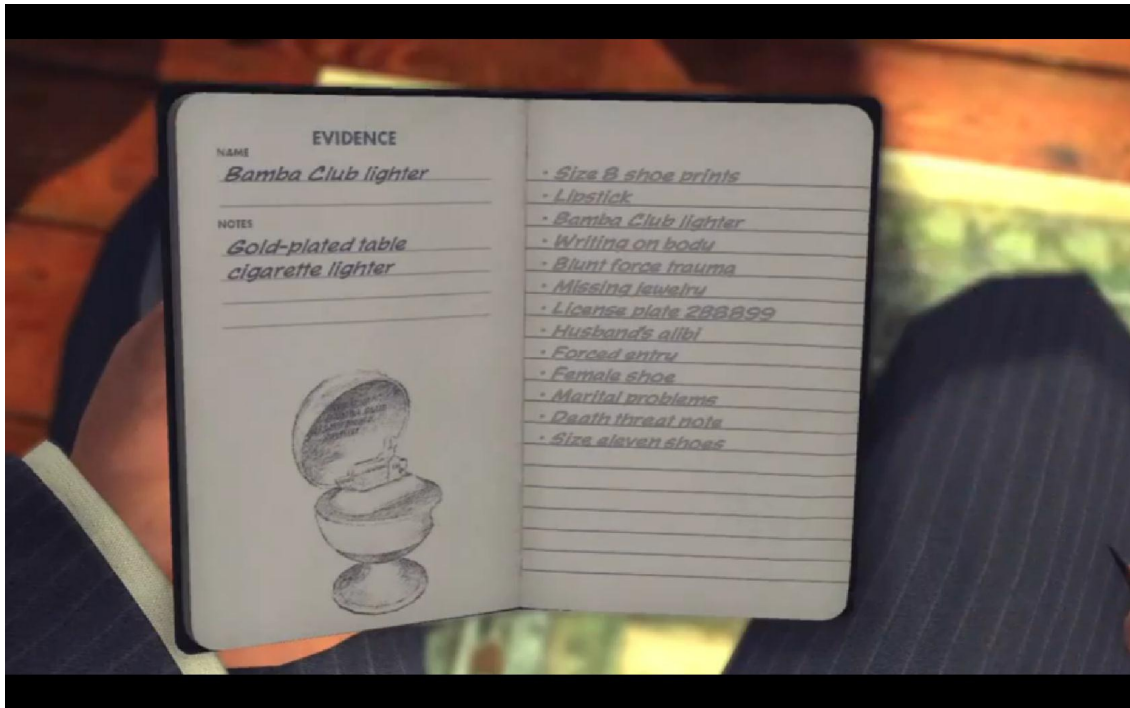 EVIDENCE
NAME
Bamba Club lighter
NOTES
Gold-plated table
cigarette lighter
• Size 8 shoe prints
• Lipstick
• Bamba Club lighter
• Writing on body
• Blunt force trauma
• Missing jewelry
• License plate 2B8899
• Husband's alibi
• Forced entry
• Female shoe
• Marital problems
• Death threat note
• Size eleven shoes